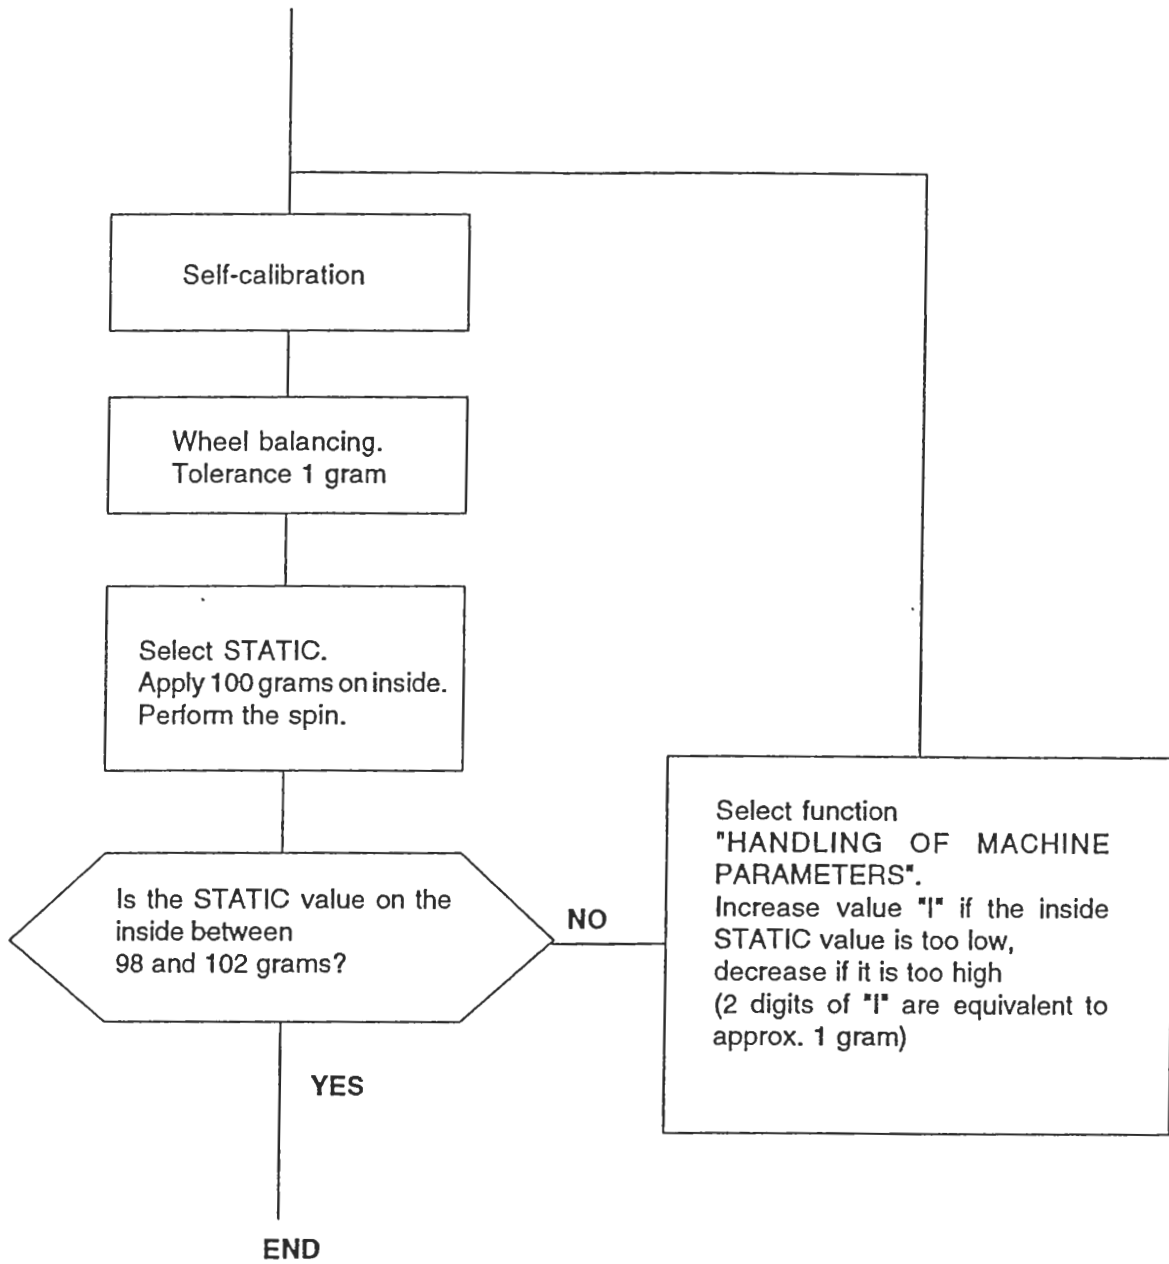 Self-calibration
Wheel balancing.
Tolerance 1 gram
Select STATIC.
Apply 100 grams on inside.
Perform the spin.
Is the STATIC value on the
inside between
98 and 102 grams?
NO
Select function
"HANDLING OF MACHINE
PARAMETERS".
Increase value "I" if the inside
STATIC value is too low,
decrease if it is too high
(2 digits of "I" are equivalent to
approx. 1 gram)
YES
END